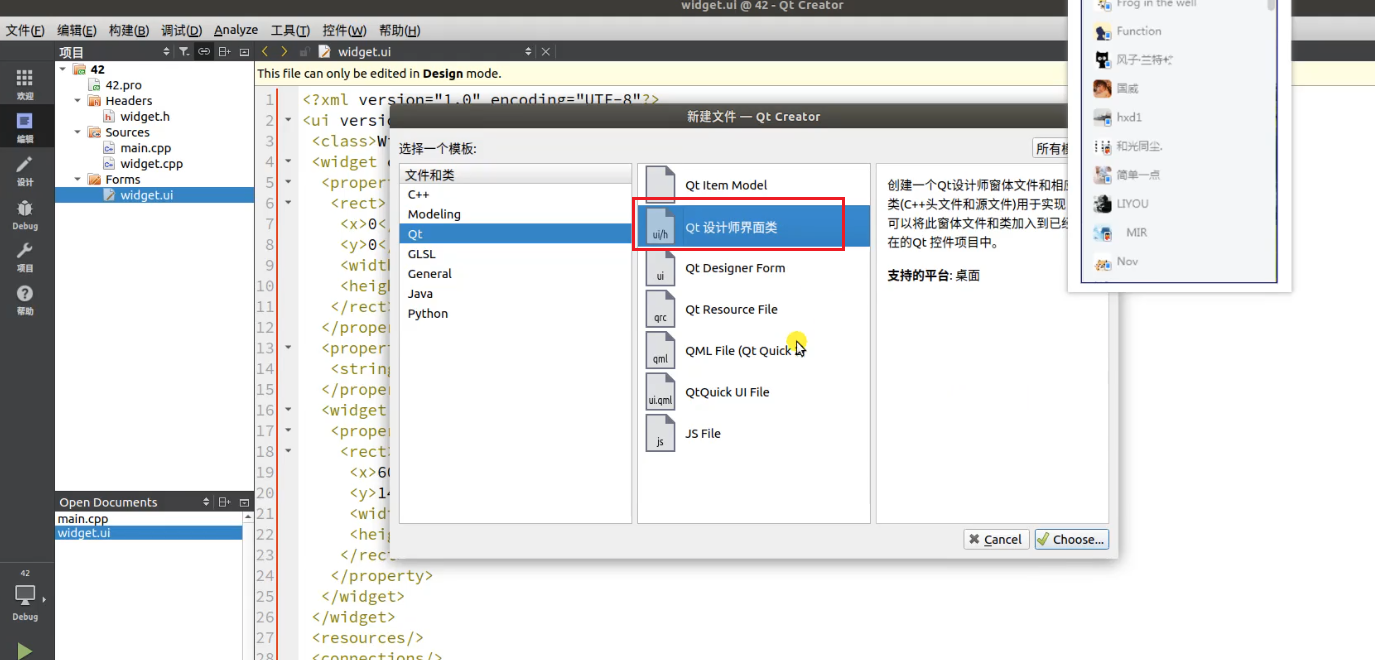 widget.ui @ 42 - Qt Creator
文件(F) 编辑(E) 构建(B) 调试(D) Analyze 工具(T) 控件(W) 帮助(H)
项目
widget.ui
This file can only be edited in Design mode.
欢迎
编辑
设计
Debug
项目
帮助
42
Debug
42
42.pro
Headers
widget.h
Sources
main.cpp
widget.cpp
Forms
widget.ui
Open Documents
main.cpp
widget.ui
1 <?xml version="1.0" encoding="UTF-8"?>
2 <ui versio
3 <class>W
4 <widget
5 <proper
6 <rect>
7 <x>0<
8 <y>0<
9 <widt
10 <heig
11 </rect
12 </proper
13 <proper
14 <string
15 </proper
16 <widget
17 <prope
18 <rect
19 <x>6
20 <y>14
21 <wid
22 <hei
23 </rec
24 </property>
25 </widget>
26 </widget>
27 <resources/>
28 <connections/>
新建文件 — Qt Creator
选择一个模板:
所有
文件和类
C++
Modeling
Qt
GLSL
General
Java
Python
Qt Item Model
ui/h Qt 设计师界面类
ui Qt Designer Form
qrc Qt Resource File
qml QML File (Qt Quick
ui.qml QtQuick UI File
js JS File
创建一个Qt设计师窗体文件和相应
类(C++头文件和源文件)用于实现
可以将此窗体文件和类加入到已经
在的Qt 控件项目中。
支持的平台: 桌面
Cancel
Choose...
Frog in the well
Function
风子·兰特
国威
hxd1
和光同尘.
简单一点
LIYOU
MIR
Nov